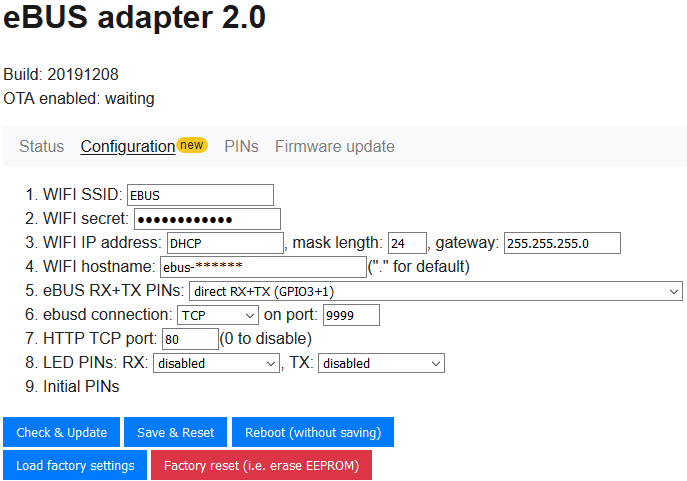 eBUS adapter 2.0
Build: 20191208
OTA enabled: waiting
Status Configuration new PINs Firmware update
1. WIFI SSID: EBUS
2. WIFI secret: ●●●●●●●●●●●●
3. WIFI IP address: DHCP, mask length: 24, gateway: 255.255.255.0
4. WIFI hostname: ebus-****** ("." for default)
5. eBUS RX+TX PINs: direct RX+TX (GPIO3+1)
6. ebusd connection: TCP on port: 9999
7. HTTP TCP port: 80 (0 to disable)
8. LED PINs: RX: disabled, TX: disabled
9. Initial PINs
Check & Update Save & Reset Reboot (without saving)
Load factory settings Factory reset (i.e. erase EEPROM)